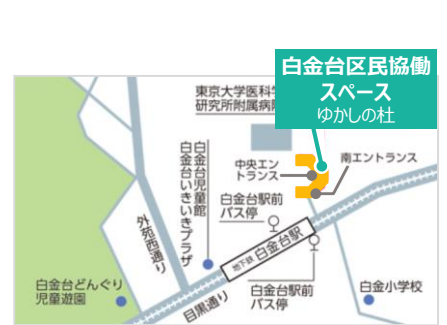 白金台区民協働
スペース
ゆかしの杜
東京大学医科学
研究所附属病院
中央エン
トランス
南エントランス
白金台児童館
白金台いきいきプラザ
白金台駅前
バス停
外苑西通り
地下鉄 白金台駅
白金台どんぐり
児童遊園
目黒通り
白金台駅前
バス停
白金小学校